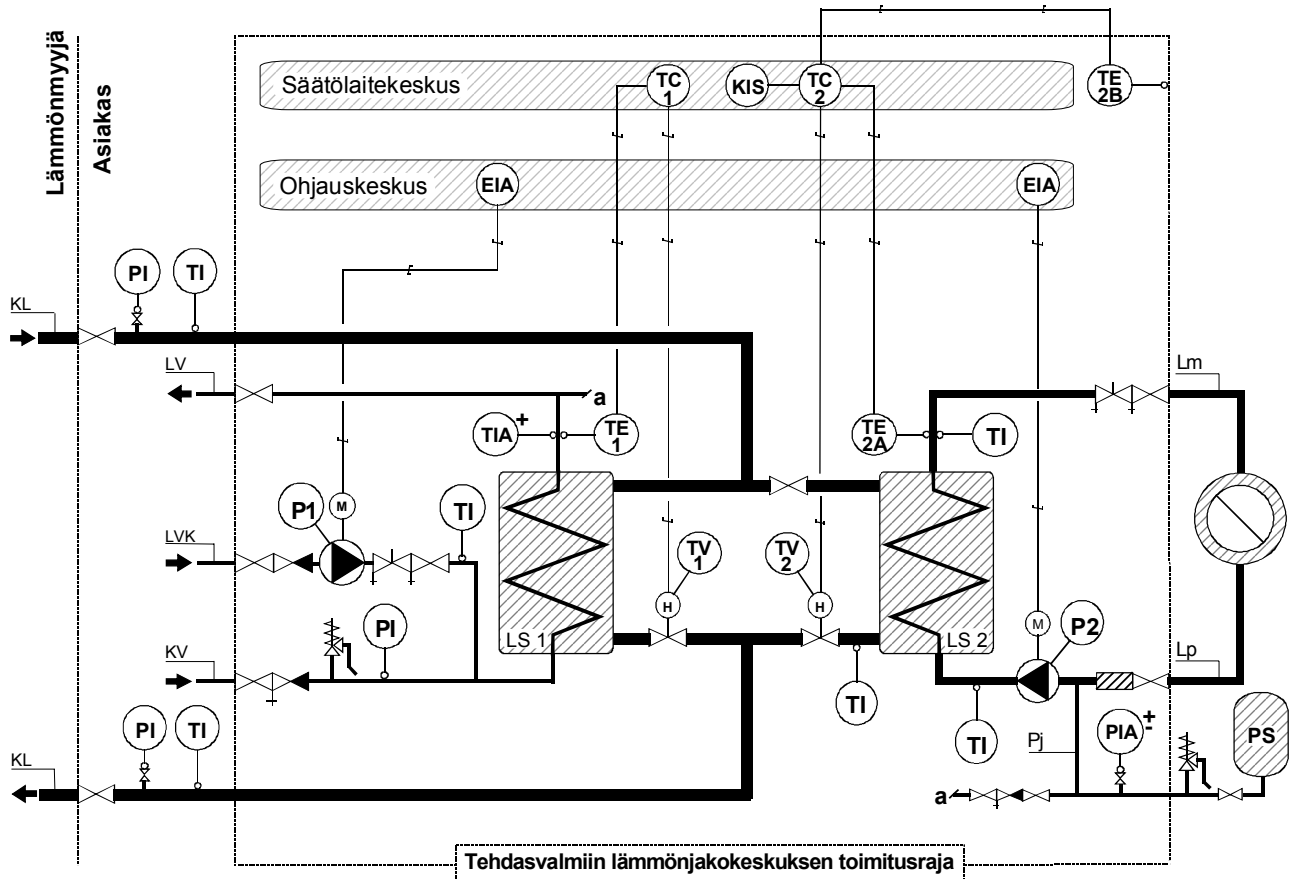 Lämmönmyyjä
Asiakas
Säätölaitekeskus
TC
1
KIS
TC
2
TE
2B
Ohjauskeskus
EIA
EIA
PI
TI
KL
LV
a
Lm
TIA
+
TE
1
TE
2A
TI
P1
M
TI
LVK
TV
1
TV
2
H
H
PI
LS 1
LS 2
M
P2
KV
Lp
TI
PI
TI
TI
Pj
PIA
+
-
PS
KL
a
Tehdasvalmiin lämmönjakokeskuksen toimitusraja